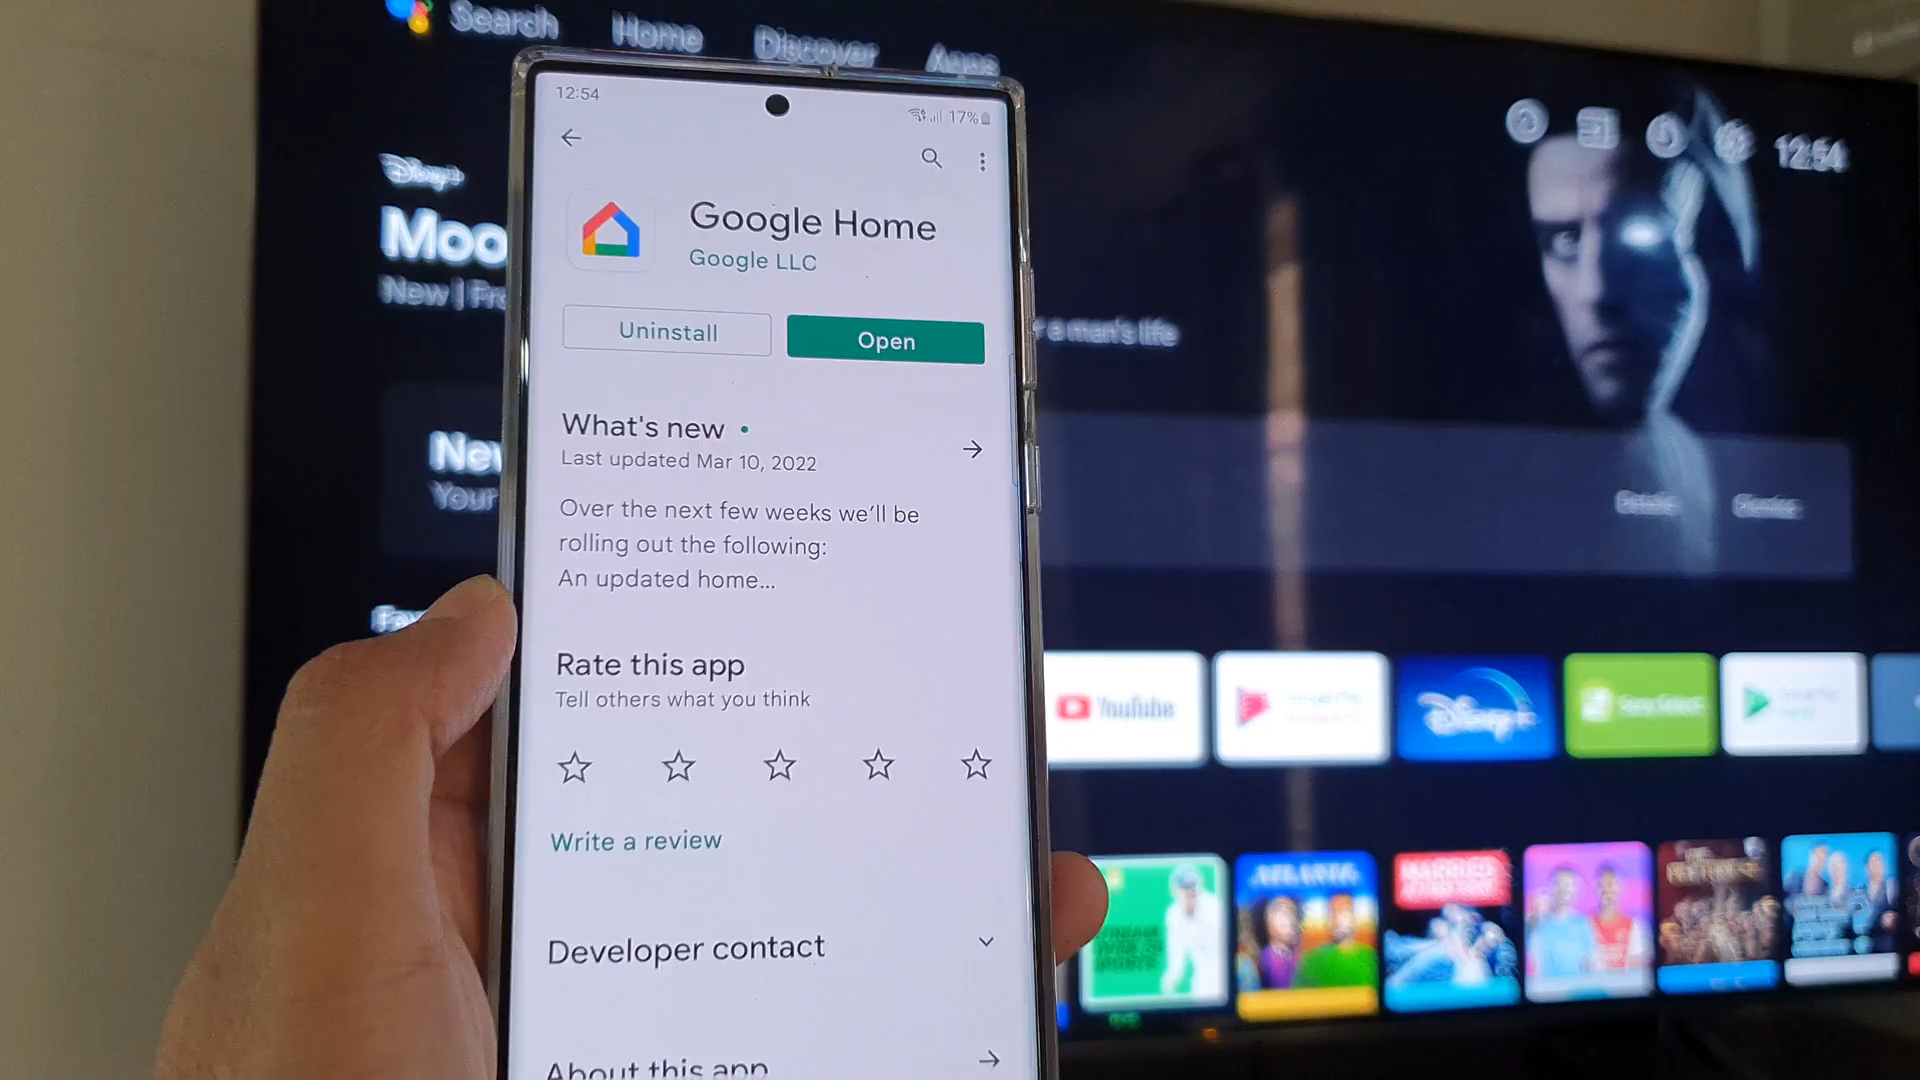 Search Home Discover Apps
12:54
17%
12:54
Disney+
Moo
New | Fro
Google Home
Google LLC
Uninstall
Open
r a man's life
What's new
Last updated Mar 10, 2022
New
Your
Over the next few weeks we'll be
rolling out the following:
An updated home...
Fav
Rate this app
Tell others what you think
YouTube
Disney+
Write a review
ATLANTA
MARRIED
Developer contact
About this app